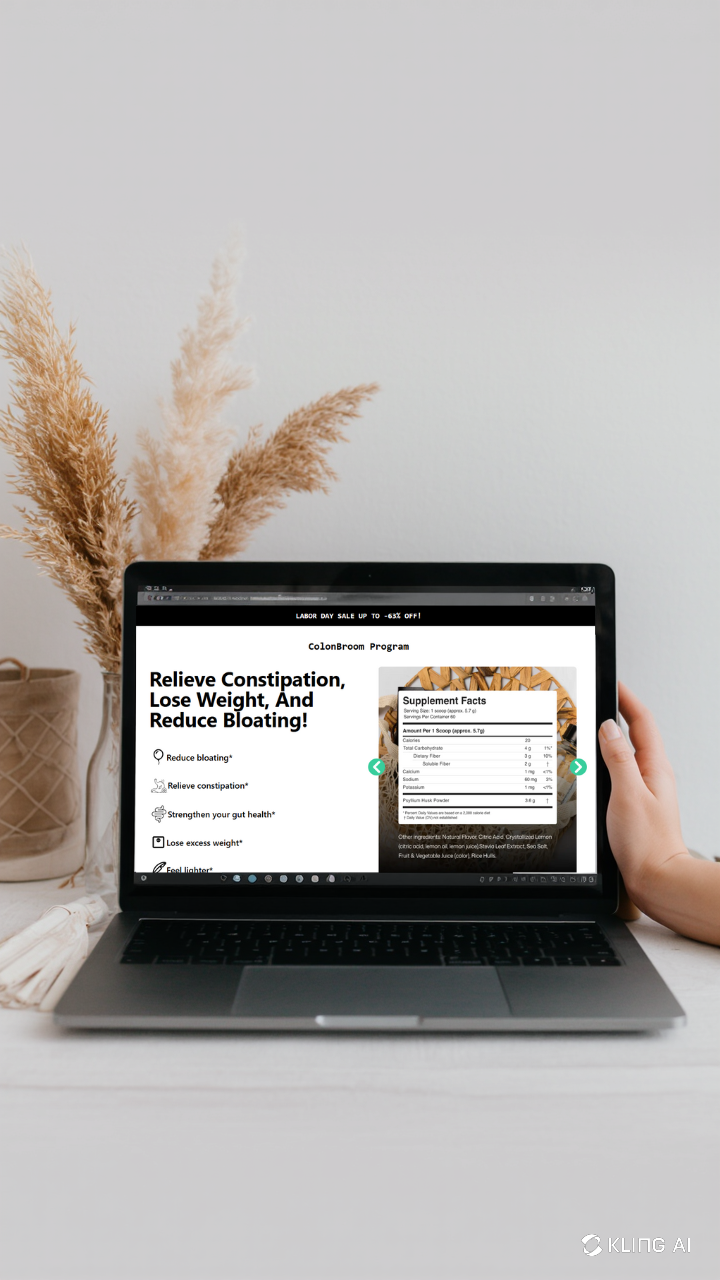 LABOR DAY SALE UP TO -63% OFF!
ColonBroom Program
Relieve Constipation,
Lose Weight, And
Reduce Bloating!
Reduce bloating*
Relieve constipation*
Strengthen your gut health*
Lose excess weight*
Feel lighter*
Supplement Facts
Serving Size: 1 scoop (approx. 5.7 g)
Servings Per Container 60
Amount Per 1 Scoop (approx. 5.7g)
Calories 20
Total Carbohydrate 4 g 1%*
Dietary Fiber 3 g 10%
Soluble Fiber 2 g †
Calcium 1 mg <1%
Sodium 60 mg 3%
Potassium 1 mg <1%
Psyllium Husk Powder 3.8 g †
* Percent Daily Values are based on a 2,000 calorie diet.
† Daily Value (DV) not established
Other ingredients: Natural Flavor, Citric Acid, Crystallized Lemon
(citric acid, lemon oil, lemon juice) Stevia Leaf Extract, Sea Salt,
Fruit & Vegetable Juice (color), Rice Hulls.
KLING AI